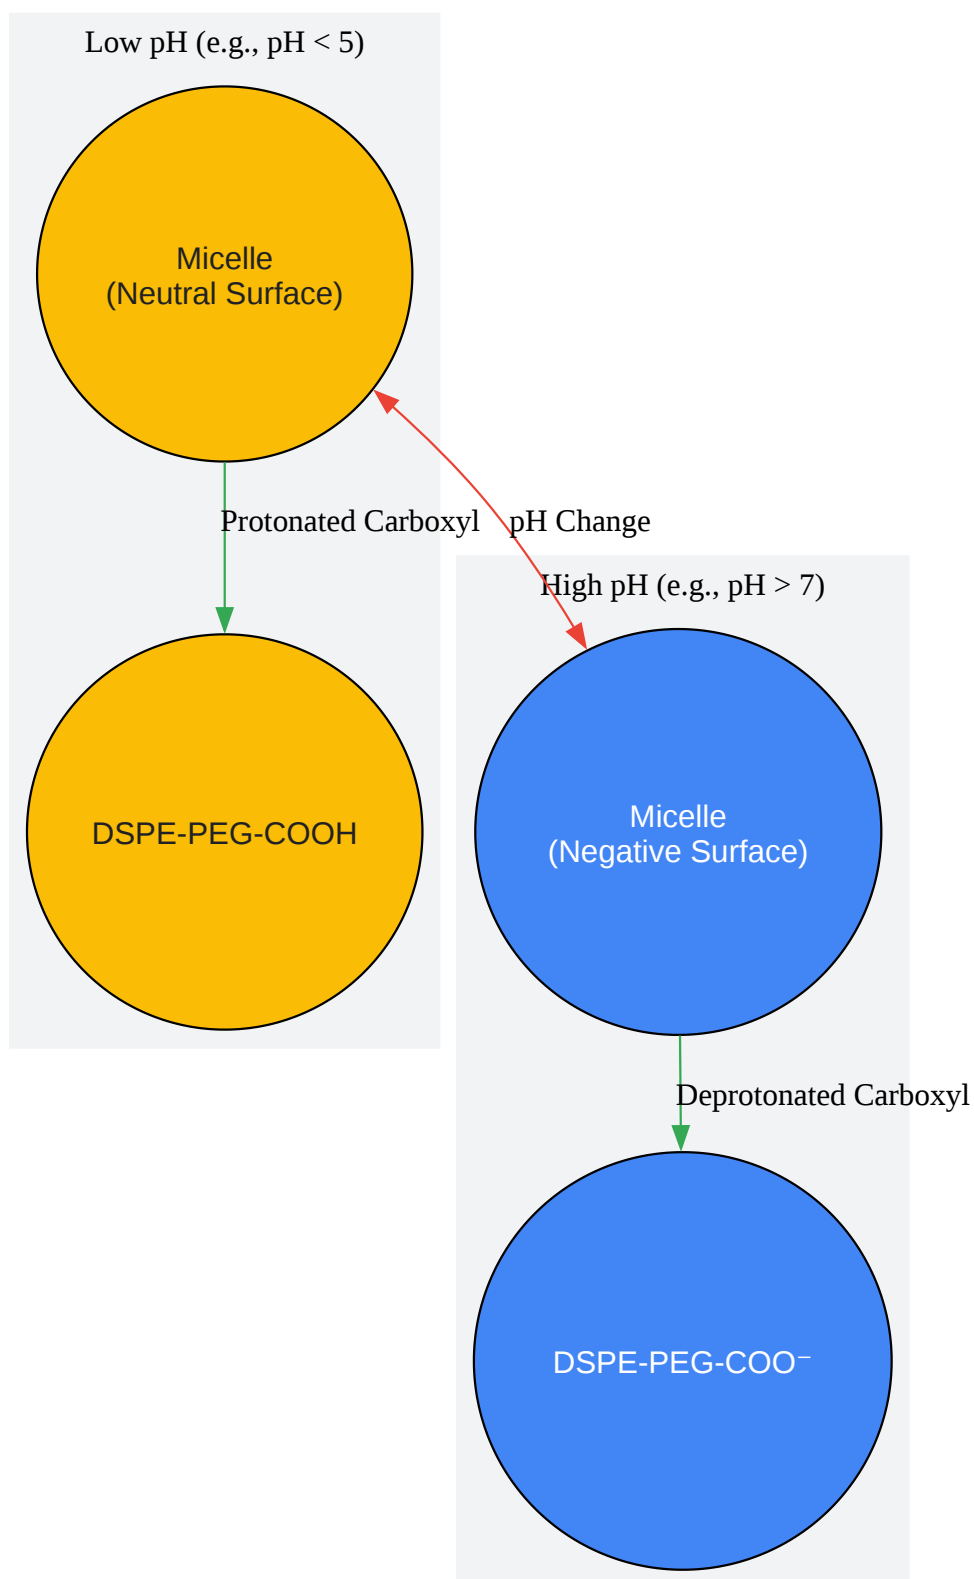 Low pH (e.g., pH < 5)
Micelle
(Neutral Surface)
Protonated Carboxyl
pH Change
High pH (e.g., pH > 7)
DSPE-PEG-COOH
Micelle
(Negative Surface)
Deprotonated Carboxyl
DSPE-PEG-COO⁻